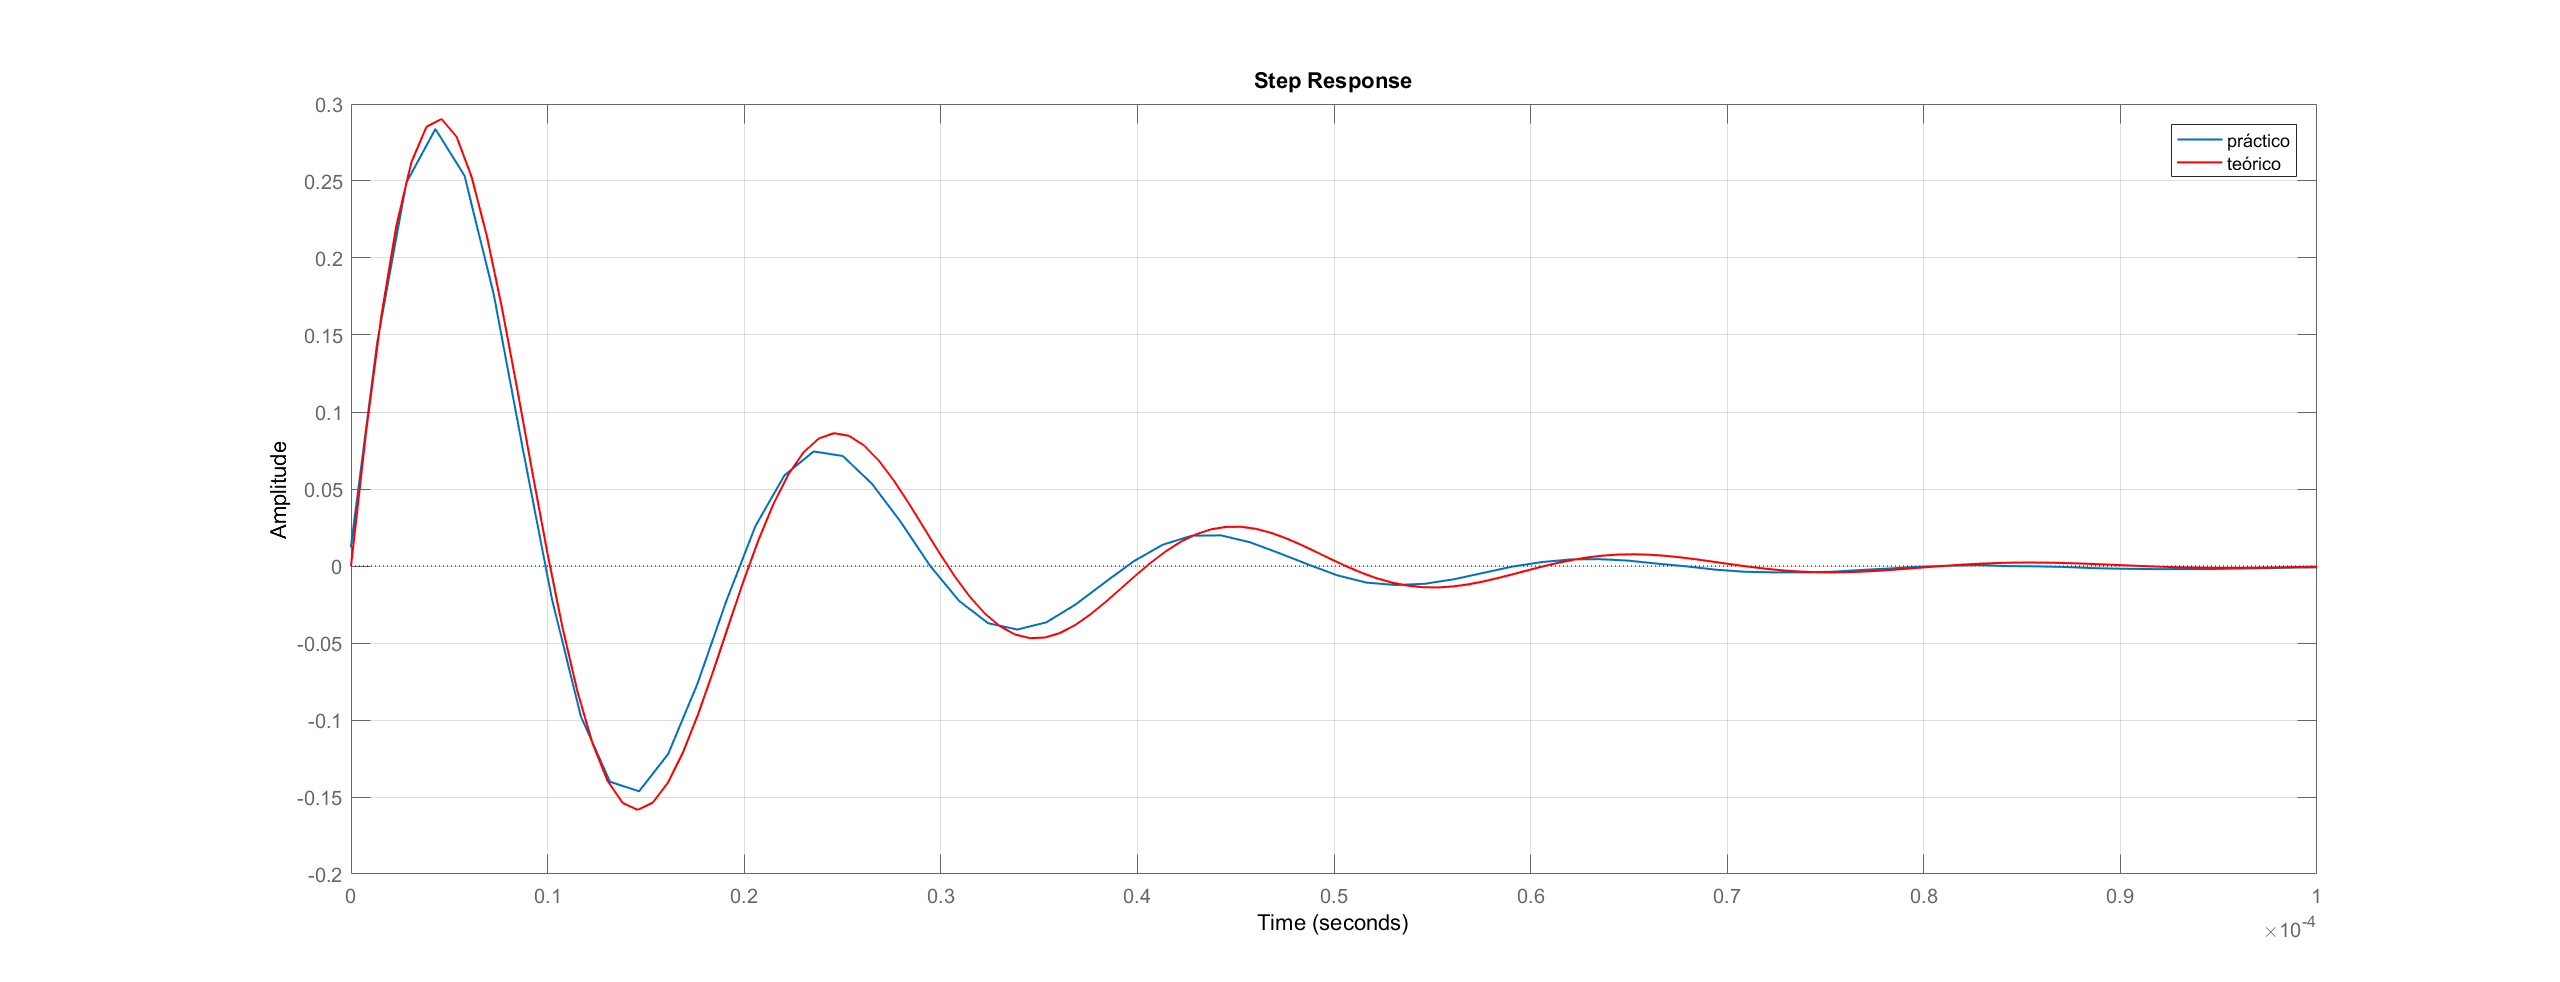 Step Response
práctico
teórico
Amplitude
0.3
0.25
0.2
0.15
0.1
0.05
0
-0.05
-0.1
-0.15
-0.2
0 0.1 0.2 0.3 0.4 0.5 0.6 0.7 0.8 0.9 1
Time (seconds)
×10-4